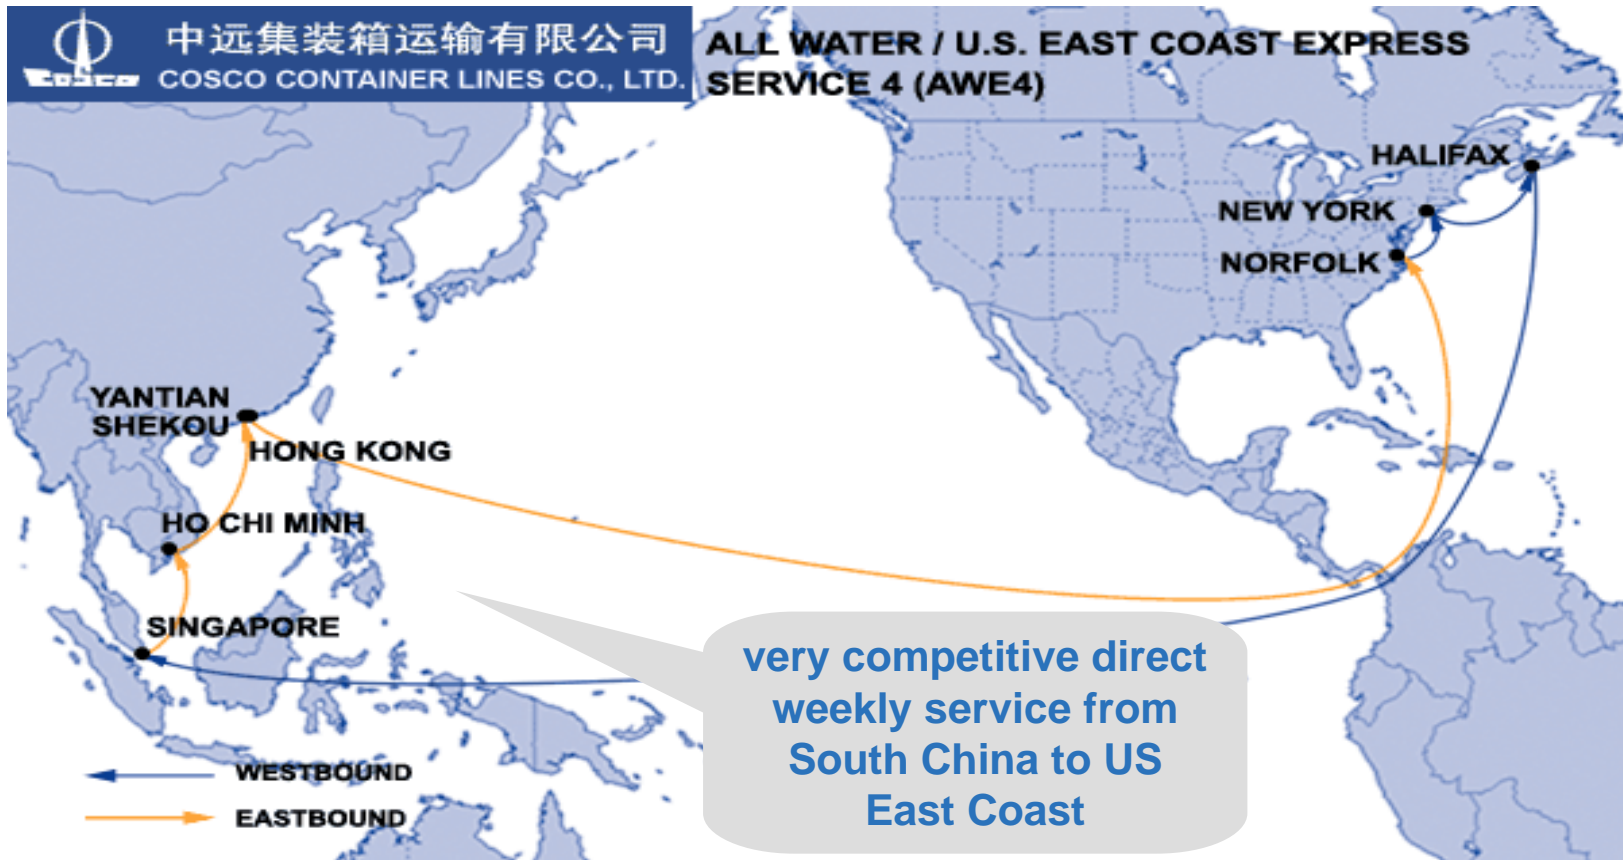 中远集装箱运输有限公司
COSCO CONTAINER LINES CO., LTD.
COSCO
ALL WATER / U.S. EAST COAST EXPRESS
SERVICE 4 (AWE4)
HALIFAX
NEW YORK
NORFOLK
YANTIAN
SHEKOU
HONG KONG
HO CHI MINH
SINGAPORE
very competitive direct
weekly service from
South China to US
East Coast
WESTBOUND
EASTBOUND